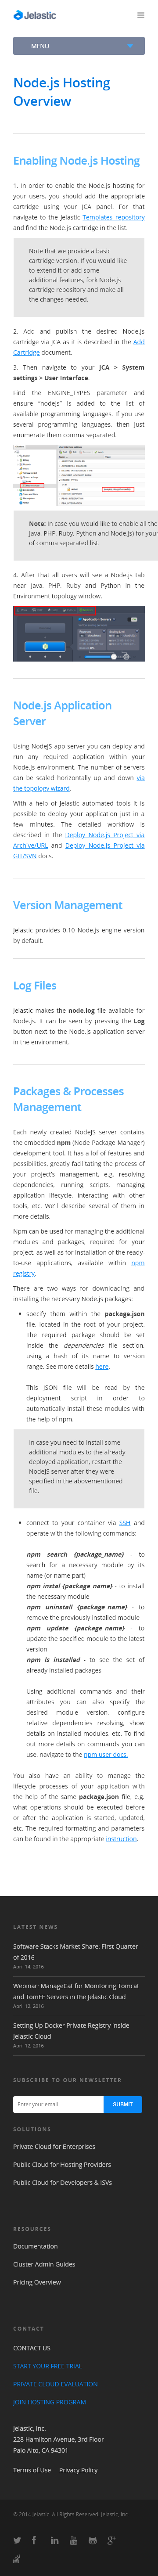 Jelastic
MENU
Node.js Hosting
Overview
Enabling Node.js Hosting
1. In order to enable the Node.js hosting for
your users, you should add the appropriate
cartridge using your JCA panel. For that
navigate to the Jelastic Templates repository
and find the Node.js cartridge in the list.
Note that we provide a basic
cartridge version. If you would like
to extend it and add some
additional features, fork Node.js
cartridge repository and make all
the changes needed.
2. Add and publish the desired Node.js
cartridge via JCA as it is described in the Add
Cartridge document.
3. Then navigate to your JCA > System
settings > User Interface.
Find the ENGINE_TYPES parameter and
ensure "nodejs" is added to the list of
available programming languages. If you use
several programming languages, then just
enumerate them comma separated.
Note: In case you would like to enable all the
Java, PHP, Ruby, Python and Node.js) for your
of comma separated list.
4. After that all users will see a Node.js tab
near Java, PHP, Ruby and Python in the
Environment topology window.
Node.js Application
Server
Using NodeJS app server you can deploy and
run any required application within your
Node.js environment. The number of servers
can be horizontally up and down via
the topology wizard.
With a help of Jelastic automated tools it is
possible to deploy your application just in a
few minutes. The detailed workflow is
described in the Deploy Node.js Project via
Archive/URL and Deploy Node.js Project via
GIT/SVN docs.
Version Management
Jelastic provides 0.10 Node.js engine version
by default.
Log Files
Jelastic makes the node.log file available for
Node.js. It can be seen by pressing the Log
button next to the Node.js application server
in the environment.
Packages & Processes
Management
Each newly created NodeJS server contains
the embedded npm (Node Package Manager)
development tool. It has a lot of features and
possibilities, greatly facilitating the process of
your projects management, e.g. resolving
dependencies, running scripts, managing
application lifecycle, interacting with other
tools, etc. We'll describe several of them in
more details.
Npm can be used for managing the additional
modules and packages, required for your
project, as well as for installation of the ready-
to-use applications, available within npm
registry.
There are two ways for downloading and
installing the necessary Node.js packages:
specify them within the package.json
file, located in the root of your project.
The required package should be set
inside the dependencies file section,
using a hash of its name to version
range. See more details here.
This JSON file will be read by the
deployment script in order to
automatically install these modules with
the help of npm.
In case you need to install some
additional modules to the already
deployed application, restart the
NodeJS server after they were
specified in the abovementioned
file.
connect to your container via SSH and
operate with the following commands:
npm search {package_name} - to
search for a necessary module by its
name (or name part)
npm instal {package_name} - to install
the necessary module
npm uninstall {package_name} - to
remove the previously installed module
npm update {package_name} - to
update the specified module to the latest
version
npm ls installed - to see the set of
already installed packages
Using additional commands and their
attributes you can also specify the
desired module version, configure
relative dependencies resolving, show
details on installed modules, etc. To find
out more details on commands you can
use, navigate to the npm user docs.
You also have an ability to manage the
lifecycle processes of your application with
the help of the same package.json file, e.g.
what operations should be executed before
or after the application is started, updated,
etc. The required formatting and parameters
can be found in the appropriate instruction.
LATEST NEWS
Software Stacks Market Share: First Quarter
of 2016
April 14, 2016
Webinar: ManageCat for Monitoring Tomcat
and TomEE Servers in the Jelastic Cloud
April 12, 2016
Setting Up Docker Private Registry inside
Jelastic Cloud
April 12, 2016
SUBSCRIBE TO OUR NEWSLETTER
Enter your email
SUBMIT
SOLUTIONS
Private Cloud for Enterprises
Public Cloud for Hosting Providers
Public Cloud for Developers & ISVs
RESOURCES
Documentation
Cluster Admin Guides
Pricing Overview
CONTACT
CONTACT US
START YOUR FREE TRIAL
PRIVATE CLOUD EVALUATION
JOIN HOSTING PROGRAM
Jelastic, Inc.
228 Hamilton Avenue, 3rd Floor
Palo Alto, CA 94301
Terms of Use Privacy Policy
© 2014 Jelastic. All Rights Reserved, Jelastic, Inc.